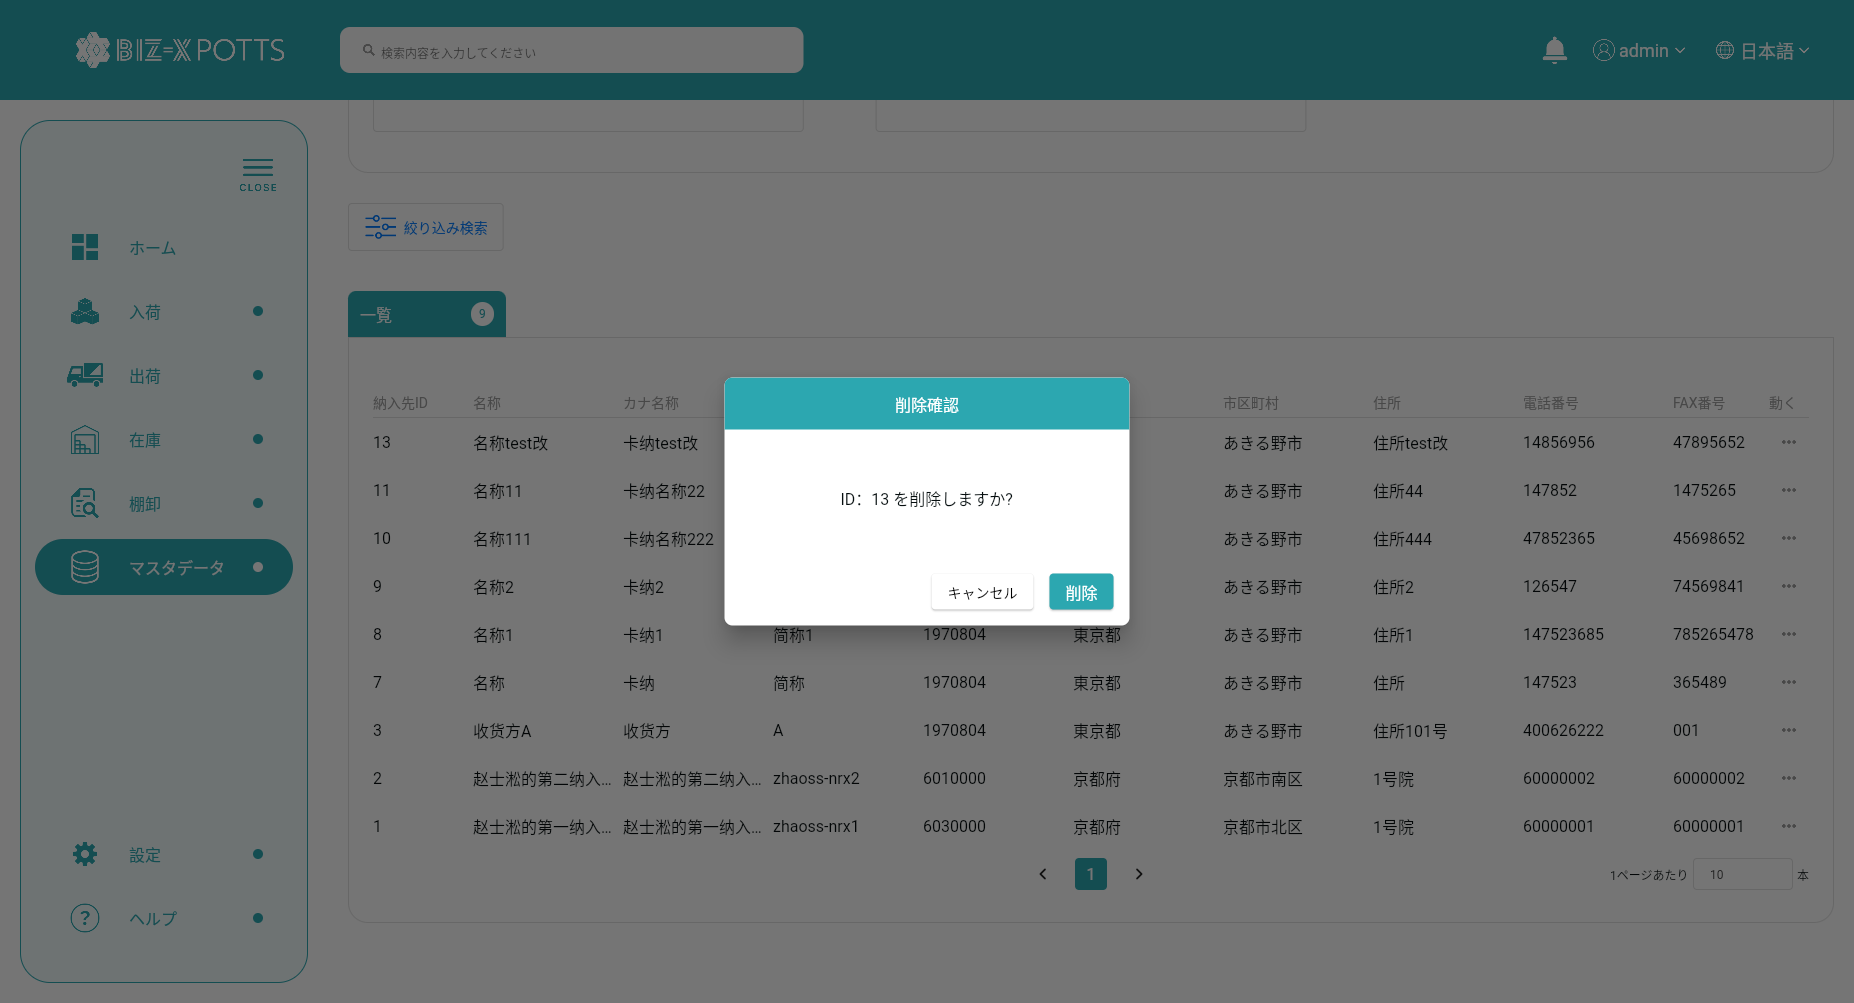 BIZ=X POTTS
検索内容を入力してください
admin
日本語
CLOSE
ホーム
入荷
出荷
在庫
棚卸
マスタデータ
設定
ヘルプ
絞り込み検索
一覧 9
納入先ID 名称 カナ名称 市区町村 住所 電話番号 FAX番号 動く
13 名称test改 卡纳test改 あきる野市 住所test改 14856956 47895652
11 名称11 卡纳名称22 あきる野市 住所44 147852 1475265
10 名称111 卡纳名称222 あきる野市 住所444 47852365 45698652
9 名称2 卡纳2 あきる野市 住所2 126547 74569841
8 名称1 卡纳1 简称1 1970804 東京都 あきる野市 住所1 147523685 785265478
7 名称 卡纳 简称 1970804 東京都 あきる野市 住所 147523 365489
3 收货方A 收货方 A 1970804 東京都 あきる野市 住所101号 400626222 001
2 赵士淞的第二纳入... 赵士淞的第二纳入... zhaoss-nrx2 6010000 京都府 京都市南区 1号院 60000002 60000002
1 赵士淞的第一纳入... 赵士淞的第一纳入... zhaoss-nrx1 6030000 京都府 京都市北区 1号院 60000001 60000001
1
1ページあたり 10 本
削除確認
ID：13 を削除しますか?
キャンセル
削除